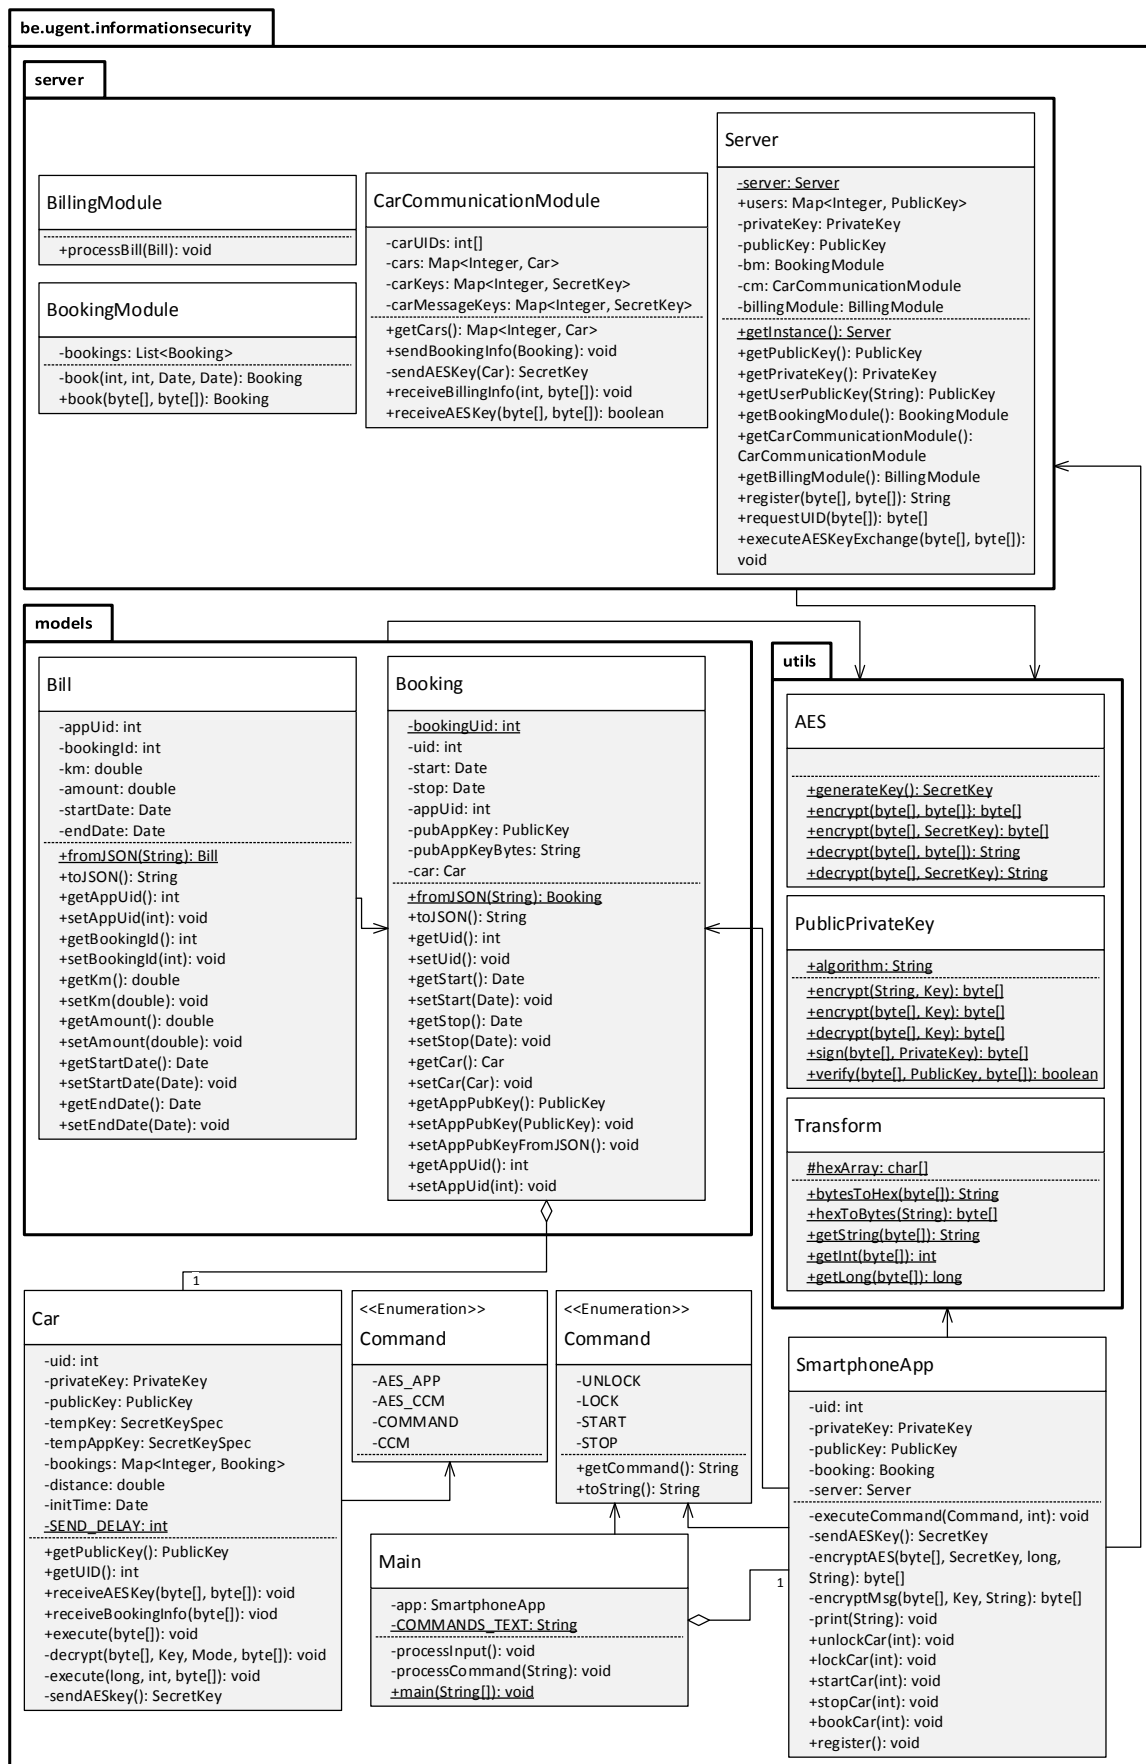 be.ugent.informationsecurity
server
BillingModule
+processBill(Bill): void
BookingModule
-bookings: List<Booking>
-book(int, int, Date, Date): Booking
+book(byte[], byte[]): Booking
CarCommunicationModule
-carUIDs: int[]
-cars: Map<Integer, Car>
-carKeys: Map<Integer, SecretKey>
-carMessageKeys: Map<Integer, SecretKey>
+getCars(): Map<Integer, Car>
+sendBookingInfo(Booking): void
-sendAESKey(Car): SecretKey
+receiveBillingInfo(int, byte[]): void
+receiveAESKey(byte[], byte[]): boolean
Server
-server: Server
+users: Map<Integer, PublicKey>
-privateKey: PrivateKey
-publicKey: PublicKey
-bm: BookingModule
-cm: CarCommunicationModule
-billingModule: BillingModule
+getInstance(): Server
+getPublicKey(): PublicKey
+getPrivateKey(): PrivateKey
+getUserPublicKey(String): PublicKey
+getBookingModule(): BookingModule
+getCarCommunicationModule():
CarCommunicationModule
+getBillingModule(): BillingModule
+register(byte[], byte[]): String
+requestUID(byte[]): byte[]
+executeAESKeyExchange(byte[], byte[]):
void
models
Bill
-appUid: int
-bookingId: int
-km: double
-amount: double
-startDate: Date
-endDate: Date
+fromJSON(String): Bill
+toJSON(): String
+getAppUid(): int
+setAppUid(int): void
+getBookingId(): int
+setBookingId(int): void
+getKm(): double
+setKm(double): void
+getAmount(): double
+setAmount(double): void
+getStartDate(): Date
+setStartDate(Date): void
+getEndDate(): Date
+setEndDate(Date): void
Booking
-bookingUid: int
-uid: int
-start: Date
-stop: Date
-appUid: int
-pubAppKey: PublicKey
-pubAppKeyBytes: String
-car: Car
+fromJSON(String): Booking
+toJSON(): String
+getUid(): int
+setUid(): void
+getStart(): Date
+setStart(Date): void
+getStop(): Date
+setStop(Date): void
+getCar(): Car
+setCar(Car): void
+getAppPubKey(): PublicKey
+setAppPubKey(PublicKey): void
+setAppPubKeyFromJSON(): void
+getAppUid(): int
+setAppUid(int): void
utils
AES
+generateKey(): SecretKey
+encrypt(byte[], byte[]}: byte[]
+encrypt(byte[], SecretKey): byte[]
+decrypt(byte[], byte[]): String
+decrypt(byte[], SecretKey): String
PublicPrivateKey
+algorithm: String
+encrypt(String, Key): byte[]
+encrypt(byte[], Key): byte[]
+decrypt(byte[], Key): byte[]
+sign(byte[], PrivateKey): byte[]
+verify(byte[], PublicKey, byte[]): boolean
Transform
#hexArray: char[]
+bytesToHex(byte[]): String
+hexToBytes(String): byte[]
+getString(byte[]): String
+getInt(byte[]): int
+getLong(byte[]): long
1
Car
-uid: int
-privateKey: PrivateKey
-publicKey: PublicKey
-tempKey: SecretKeySpec
-tempAppKey: SecretKeySpec
-bookings: Map<Integer, Booking>
-distance: double
-initTime: Date
-SEND_DELAY: int
+getPublicKey(): PublicKey
+getUID(): int
+receiveAESKey(byte[], byte[]): void
+receiveBookingInfo(byte[]): viod
+execute(byte[]): void
-decrypt(byte[], Key, Mode, byte[]): void
-execute(long, int, byte[]): void
-sendAESkey(): SecretKey
<<Enumeration>>
Command
-AES_APP
-AES_CCM
-COMMAND
-CCM
<<Enumeration>>
Command
-UNLOCK
-LOCK
-START
-STOP
+getCommand(): String
+toString(): String
Main
-app: SmartphoneApp
-COMMANDS_TEXT: String
-processInput(): void
-processCommand(String): void
+main(String[]): void
1
SmartphoneApp
-uid: int
-privateKey: PrivateKey
-publicKey: PublicKey
-booking: Booking
-server: Server
-executeCommand(Command, int): void
-sendAESKey(): SecretKey
-encryptAES(byte[], SecretKey, long,
String): byte[]
-encryptMsg(byte[], Key, String): byte[]
-print(String): void
+unlockCar(int): void
+lockCar(int): void
+startCar(int): void
+stopCar(int): void
+bookCar(int): void
+register(): void